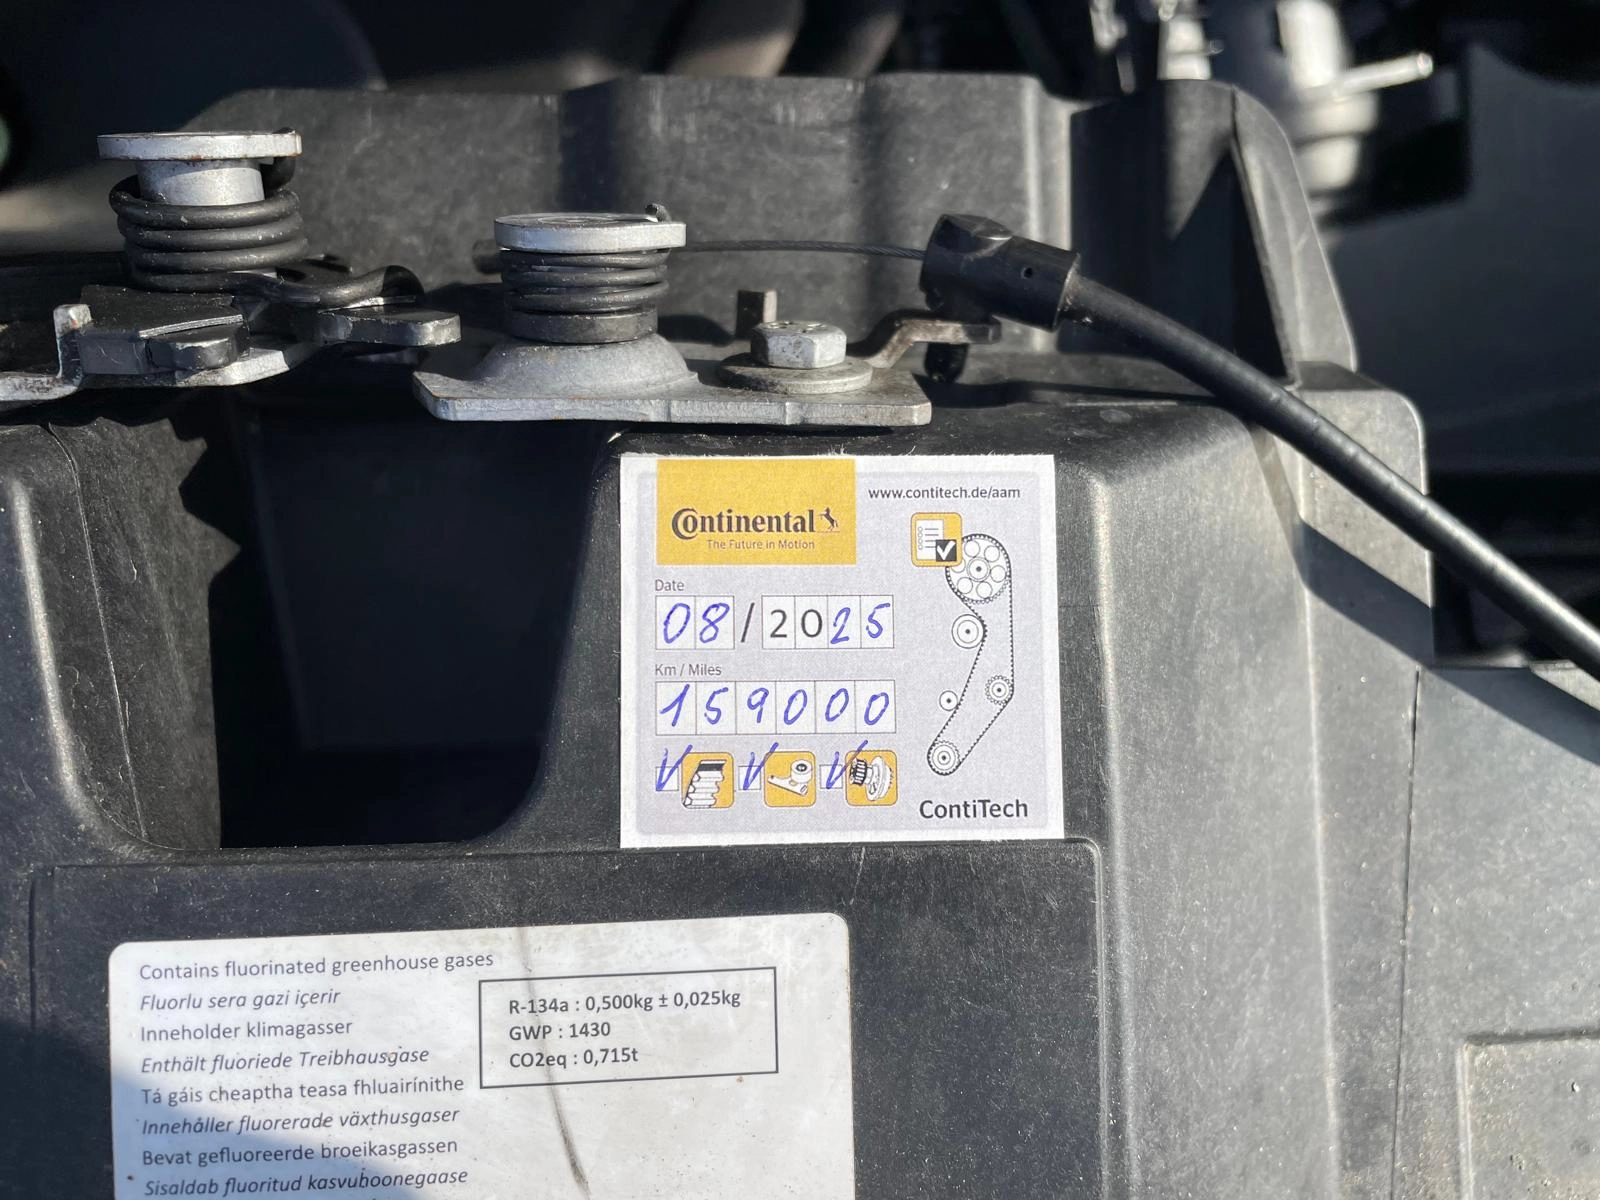 Continental
The Future in Motion
www.contitech.de/aam
Date
08/2025
Km / Miles
159000
ContiTech
Contains fluorinated greenhouse gases
Fluorlu sera gazi içerir
Inneholder klimagasser
Enthält fluoriede Treibhausgase
Tá gáis cheaptha teasa fhluairínithe
Innehåller fluorerade växthusgaser
Bevat gefluoreerde broeikasgassen
Sisaldab fluoritud kasvuhoonegaase
R-134a : 0,500kg ± 0,025kg
GWP : 1430
CO2eq : 0,715t